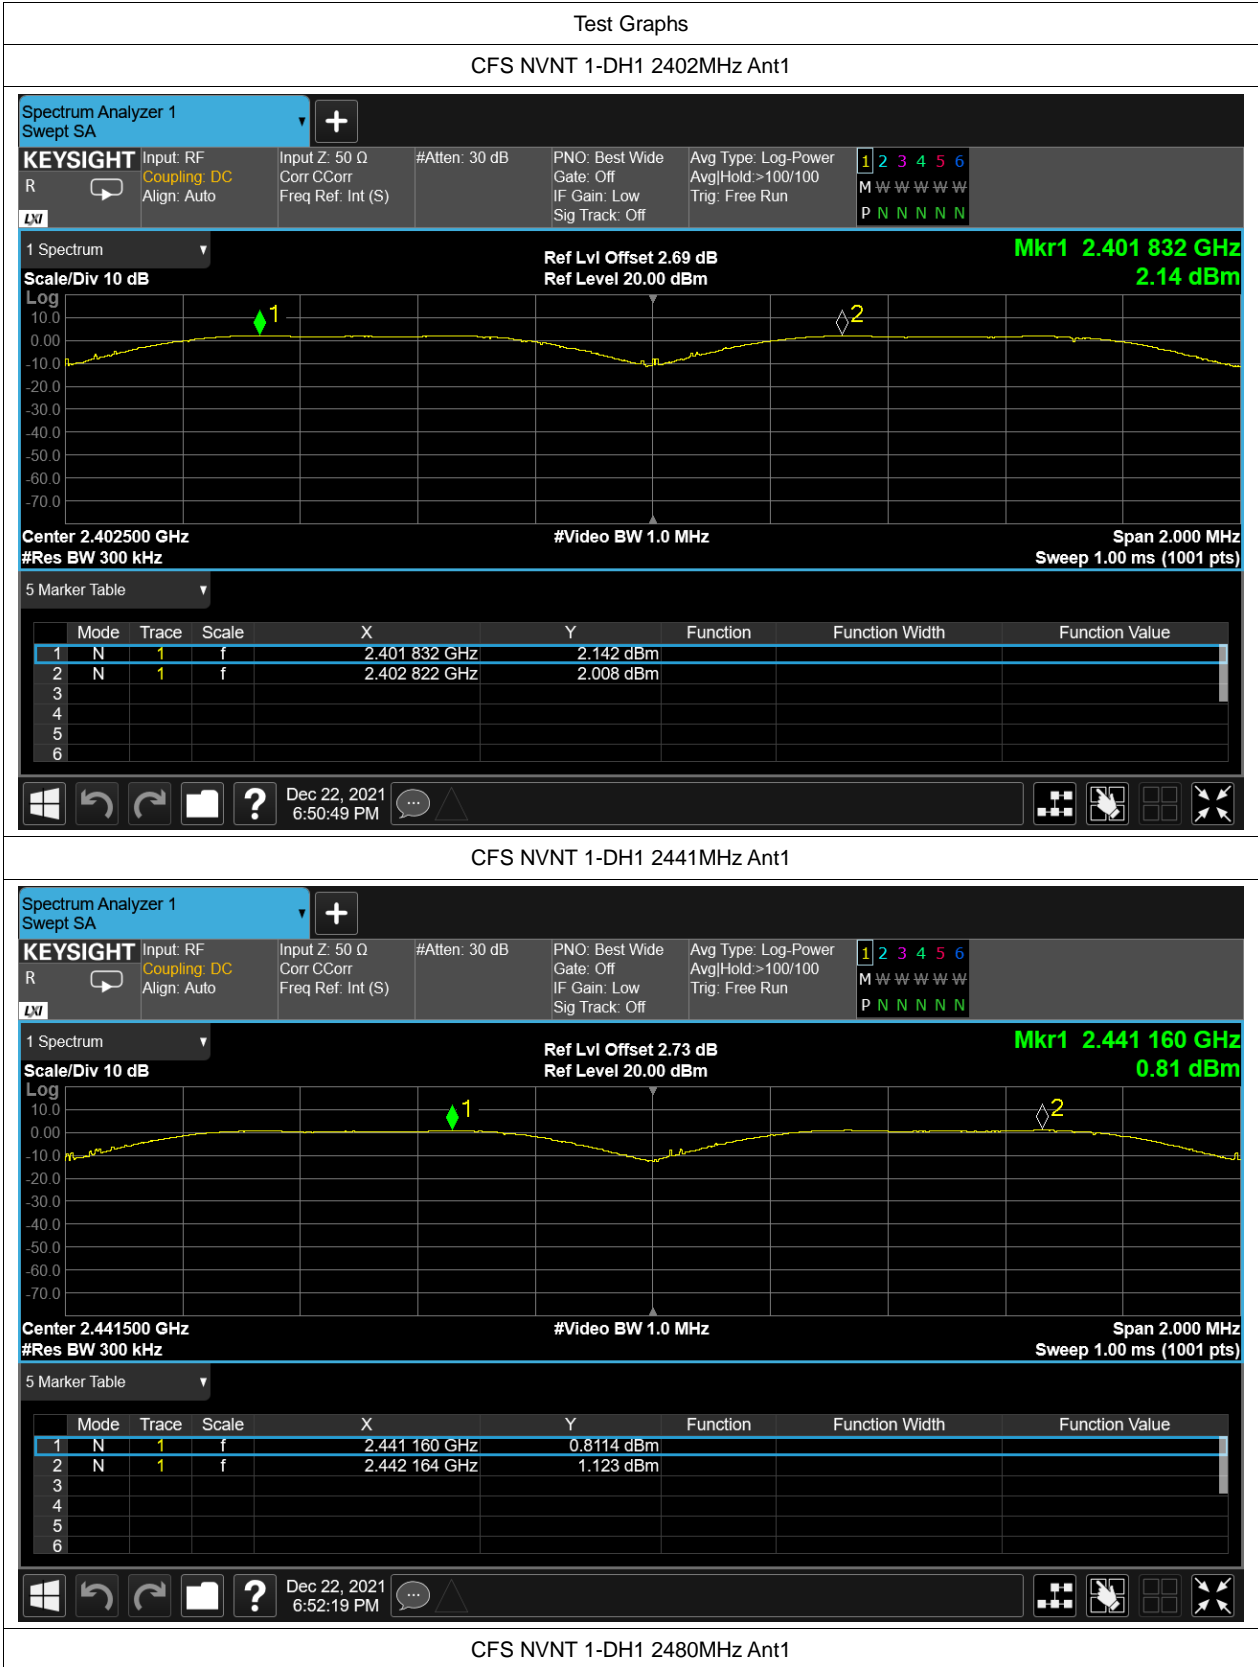 Test Graphs
CFS NVNT 1-DH1 2402MHz Ant1
Spectrum Analyzer 1
Swept SA
KEYSIGHT Input: RF Input Z: 50 Ω #Atten: 30 dB PNO: Best Wide Avg Type: Log-Power 1 2 3 4 5 6
R Coupling: DC Corr CCorr Gate: Off Avg|Hold:>100/100 M W W W W W
Align: Auto Freq Ref: Int (S) IF Gain: Low Trig: Free Run
LXI Sig Track: Off P N N N N N
1 Spectrum Ref Lvl Offset 2.69 dB Mkr1 2.401 832 GHz
Scale/Div 10 dB Ref Level 20.00 dBm 2.14 dBm
Log
10.0 1 2
0.00
-10.0
-20.0
-30.0
-40.0
-50.0
-60.0
-70.0
Center 2.402500 GHz #Video BW 1.0 MHz Span 2.000 MHz
#Res BW 300 kHz Sweep 1.00 ms (1001 pts)
5 Marker Table
Mode Trace Scale X Y Function Function Width Function Value
1 N 1 f 2.401 832 GHz 2.142 dBm
2 N 1 f 2.402 822 GHz 2.008 dBm
3
4
5
6
? Dec 22, 2021
6:50:49 PM
CFS NVNT 1-DH1 2441MHz Ant1
Spectrum Analyzer 1
Swept SA
KEYSIGHT Input: RF Input Z: 50 Ω #Atten: 30 dB PNO: Best Wide Avg Type: Log-Power 1 2 3 4 5 6
R Coupling: DC Corr CCorr Gate: Off Avg|Hold:>100/100 M W W W W W
Align: Auto Freq Ref: Int (S) IF Gain: Low Trig: Free Run
LXI Sig Track: Off P N N N N N
1 Spectrum Ref Lvl Offset 2.73 dB Mkr1 2.441 160 GHz
Scale/Div 10 dB Ref Level 20.00 dBm 0.81 dBm
Log
10.0 1 2
0.00
-10.0
-20.0
-30.0
-40.0
-50.0
-60.0
-70.0
Center 2.441500 GHz #Video BW 1.0 MHz Span 2.000 MHz
#Res BW 300 kHz Sweep 1.00 ms (1001 pts)
5 Marker Table
Mode Trace Scale X Y Function Function Width Function Value
1 N 1 f 2.441 160 GHz 0.8114 dBm
2 N 1 f 2.442 164 GHz 1.123 dBm
3
4
5
6
? Dec 22, 2021
6:52:19 PM
CFS NVNT 1-DH1 2480MHz Ant1